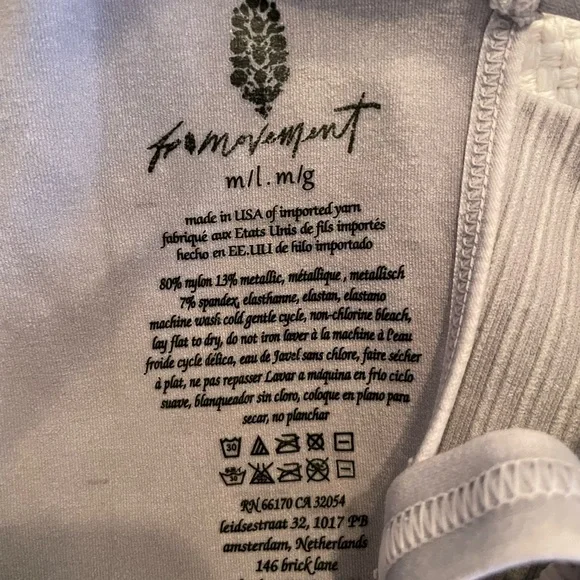 movement
m/l . m/g
made in USA of imported yarn
fabriqué aux Etats Unis de fils importés
hecho en EE.UU de hilo importado
80% nylon 13% metallic, métallique, metallisch
7% spandex, elasthanne, elastan, elastano
machine wash cold gentle cycle, non-chlorine bleach,
lay flat to dry, do not iron laver à la machine à l'eau
froide cycle délica, eau de Javel sans chlore, faire sécher
à plat, ne pas repasser Lavar a máquina en frío ciclo
suave, blanqueador sin cloro, coloque en plano para
secar, no planchar
30
30
RN 66170 CA 32054
leidsestraat 32, 1017 PB
amsterdam, Netherlands
146 brick lane